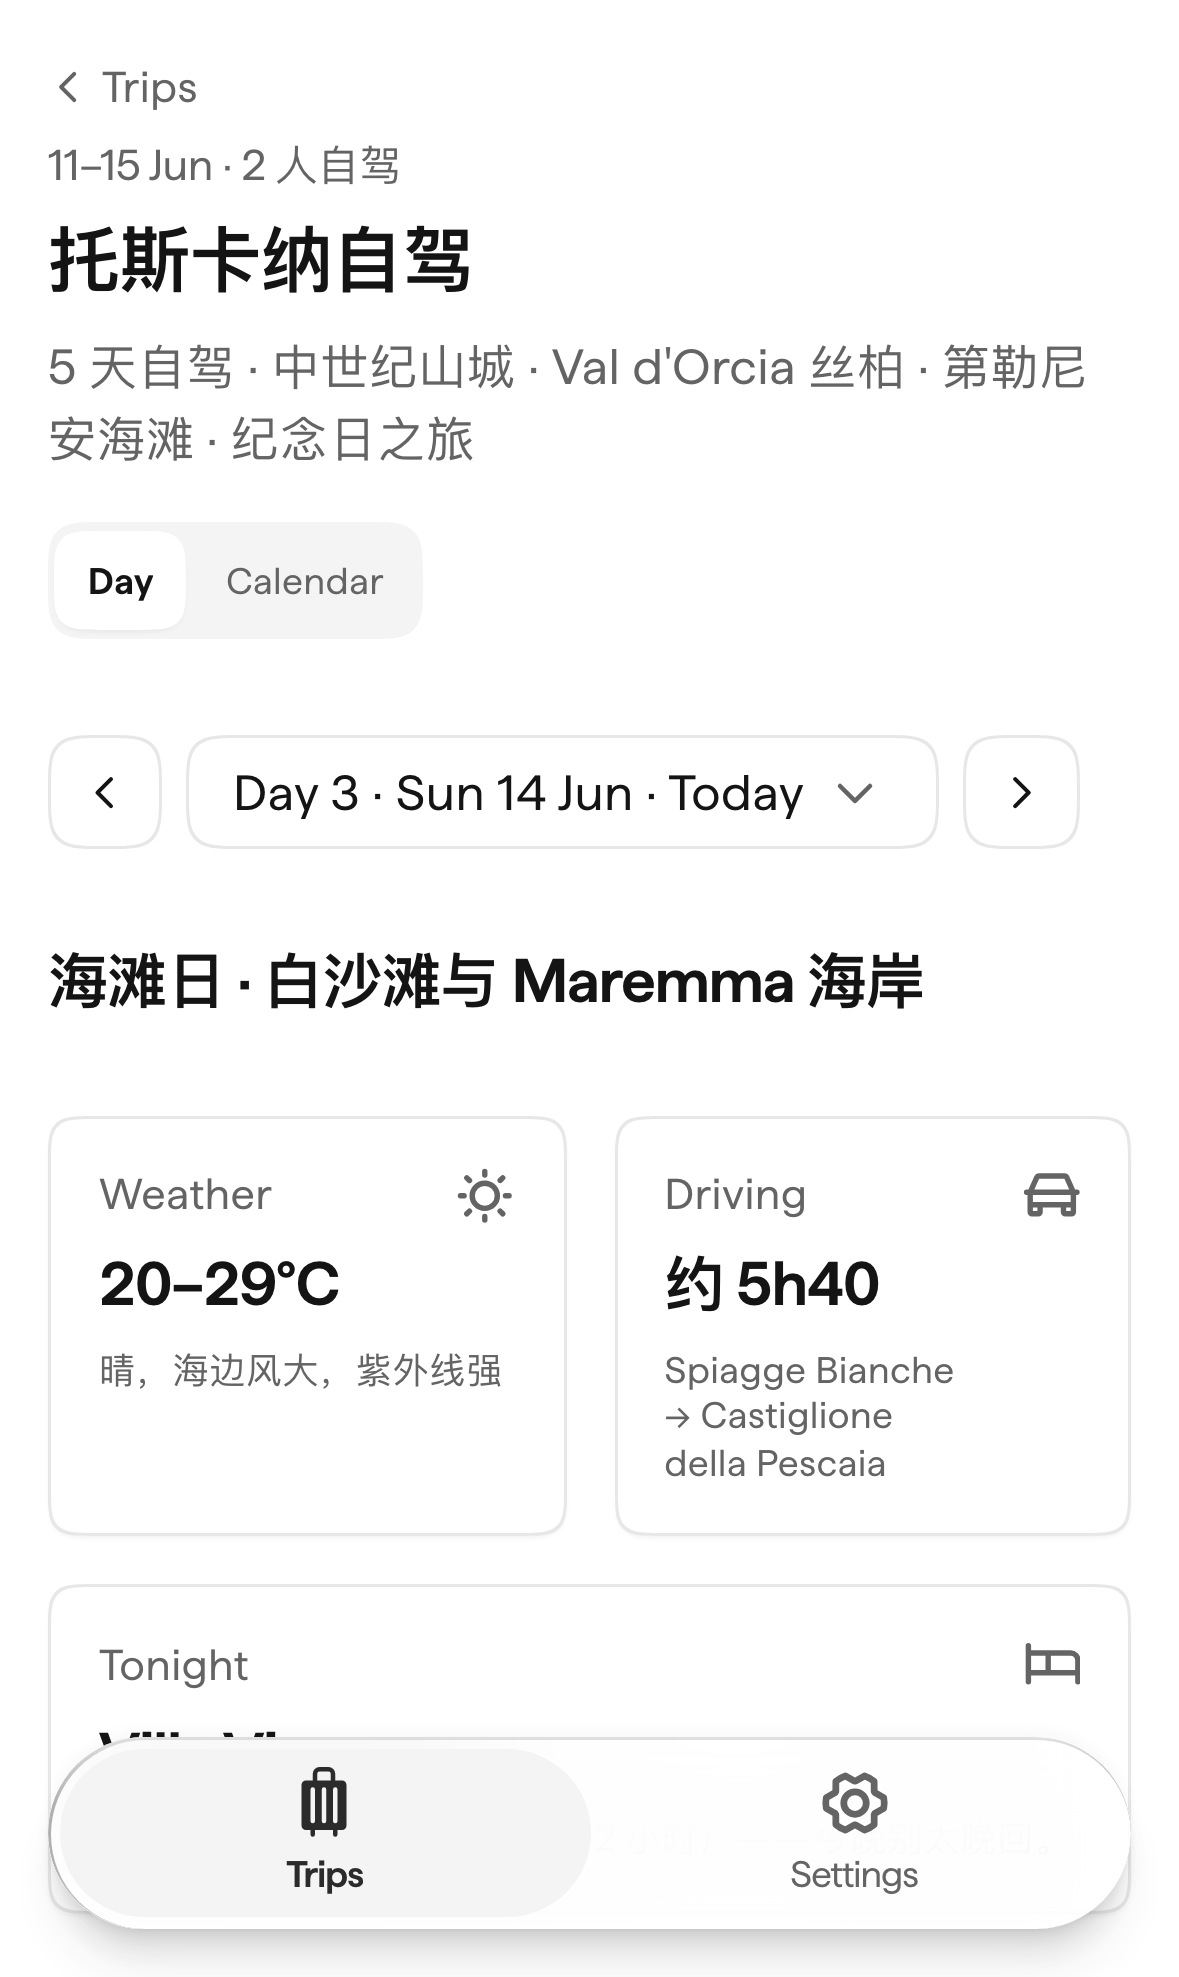 Trips
11–15 Jun · 2 人自驾
托斯卡纳自驾
5 天自驾 · 中世纪山城 · Val d'Orcia 丝柏 · 第勒尼
安海滩 · 纪念日之旅
Day
Calendar
Day 3 · Sun 14 Jun · Today
海滩日 · 白沙滩与 Maremma 海岸
Weather
20–29°C
晴，海边风大，紫外线强
Driving
约 5h40
Spiagge Bianche
→ Castiglione
della Pescaia
Tonight
Trips
Settings